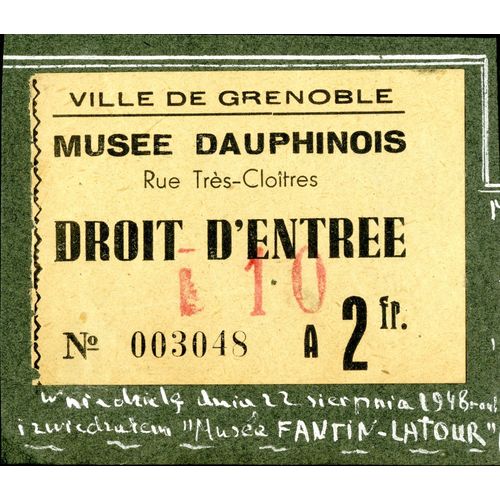 VILLE DE GRENOBLE
MUSEE DAUPHINOIS
Rue Très-Cloîtres
DROIT D'ENTREE
10
Nº 003048 A 2 fr.
w niedzielę dnia 22 sierpnia 1948
i zwiedzałem "Musée FANTIN-LATOUR"